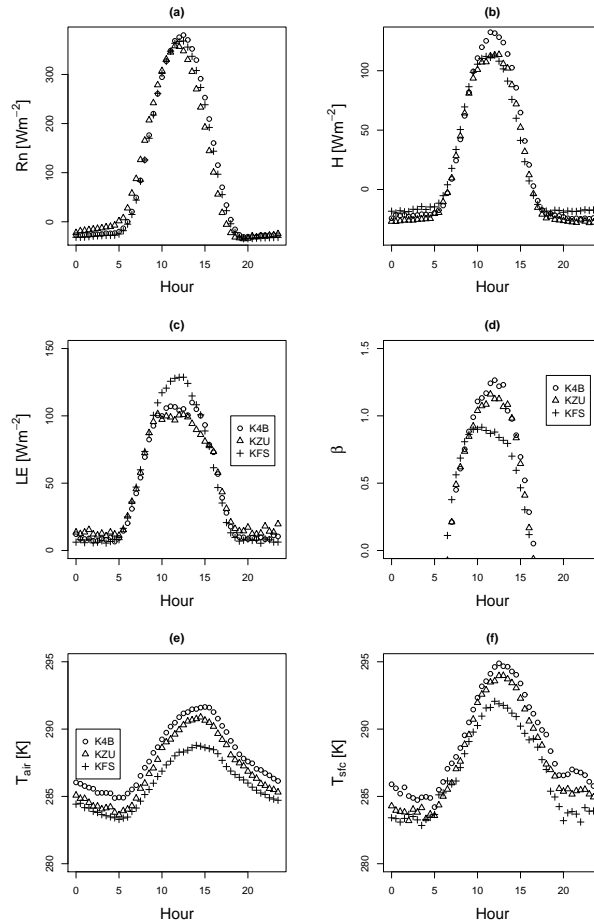 (a)
Rn [Wm-2]
0 100 200 300
0 5 10 15 20
Hour
(b)
H [Wm-2]
0 50 100
0 5 10 15 20
Hour
(c)
LE [Wm-2]
0 50 100 150
K4B
KZU
KFS
0 5 10 15 20
Hour
(d)
β
0.0 0.5 1.0 1.5
K4B
KZU
KFS
0 5 10 15 20
Hour
(e)
Tair [K]
280 285 290 295
K4B
KZU
KFS
0 5 10 15 20
Hour
(f)
Tsfc [K]
280 285 290 295
0 5 10 15 20
Hour